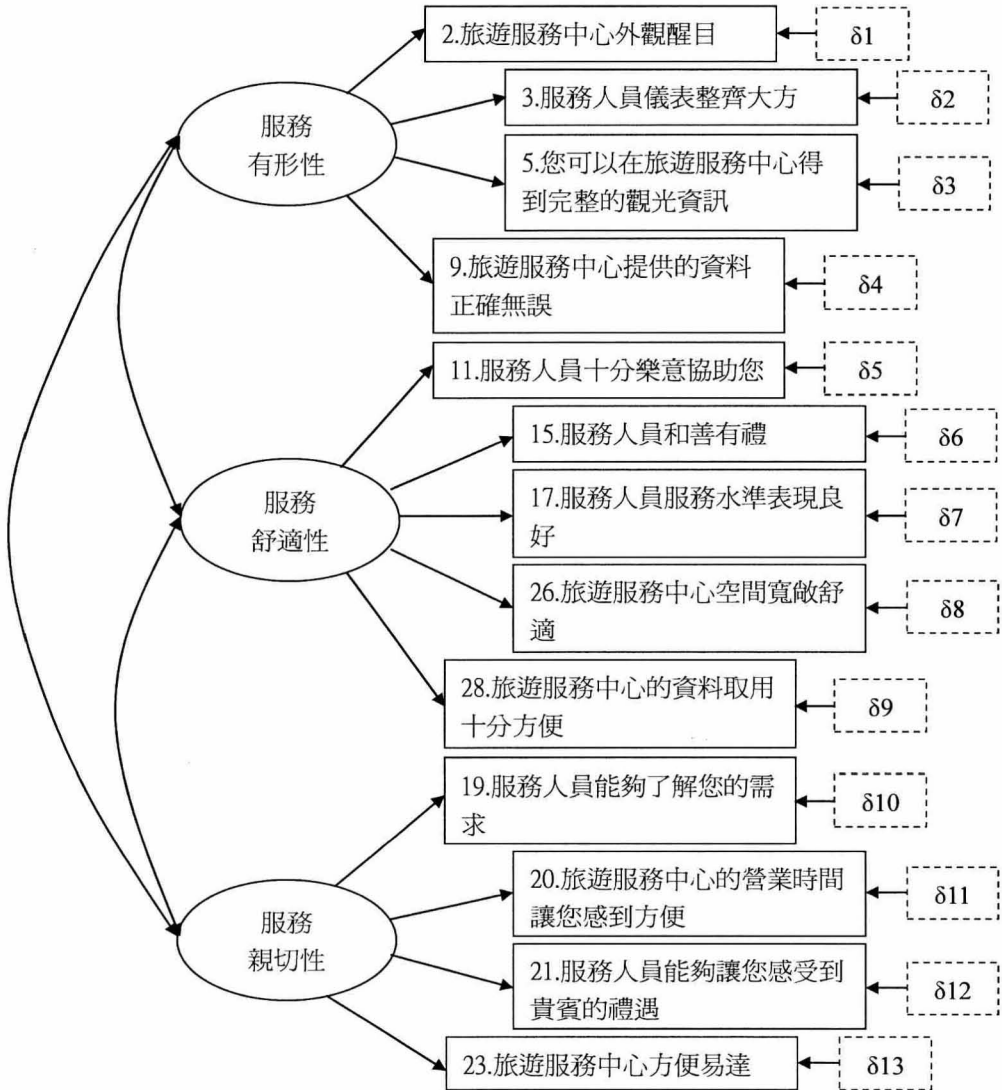 2.旅遊服務中心外觀醒目
δ1
3.服務人員儀表整齊大方
δ2
服務
有形性
5.您可以在旅遊服務中心得
到完整的觀光資訊
δ3
9.旅遊服務中心提供的資料
正確無誤
δ4
11.服務人員十分樂意協助您
δ5
15.服務人員和善有禮
δ6
服務
舒適性
17.服務人員服務水準表現良
好
δ7
26.旅遊服務中心空間寬敞舒
適
δ8
28.旅遊服務中心的資料取用
十分方便
δ9
19.服務人員能夠了解您的需
求
δ10
20.旅遊服務中心的營業時間
讓您感到方便
δ11
服務
親切性
21.服務人員能夠讓您感受到
貴賓的禮遇
δ12
23.旅遊服務中心方便易達
δ13